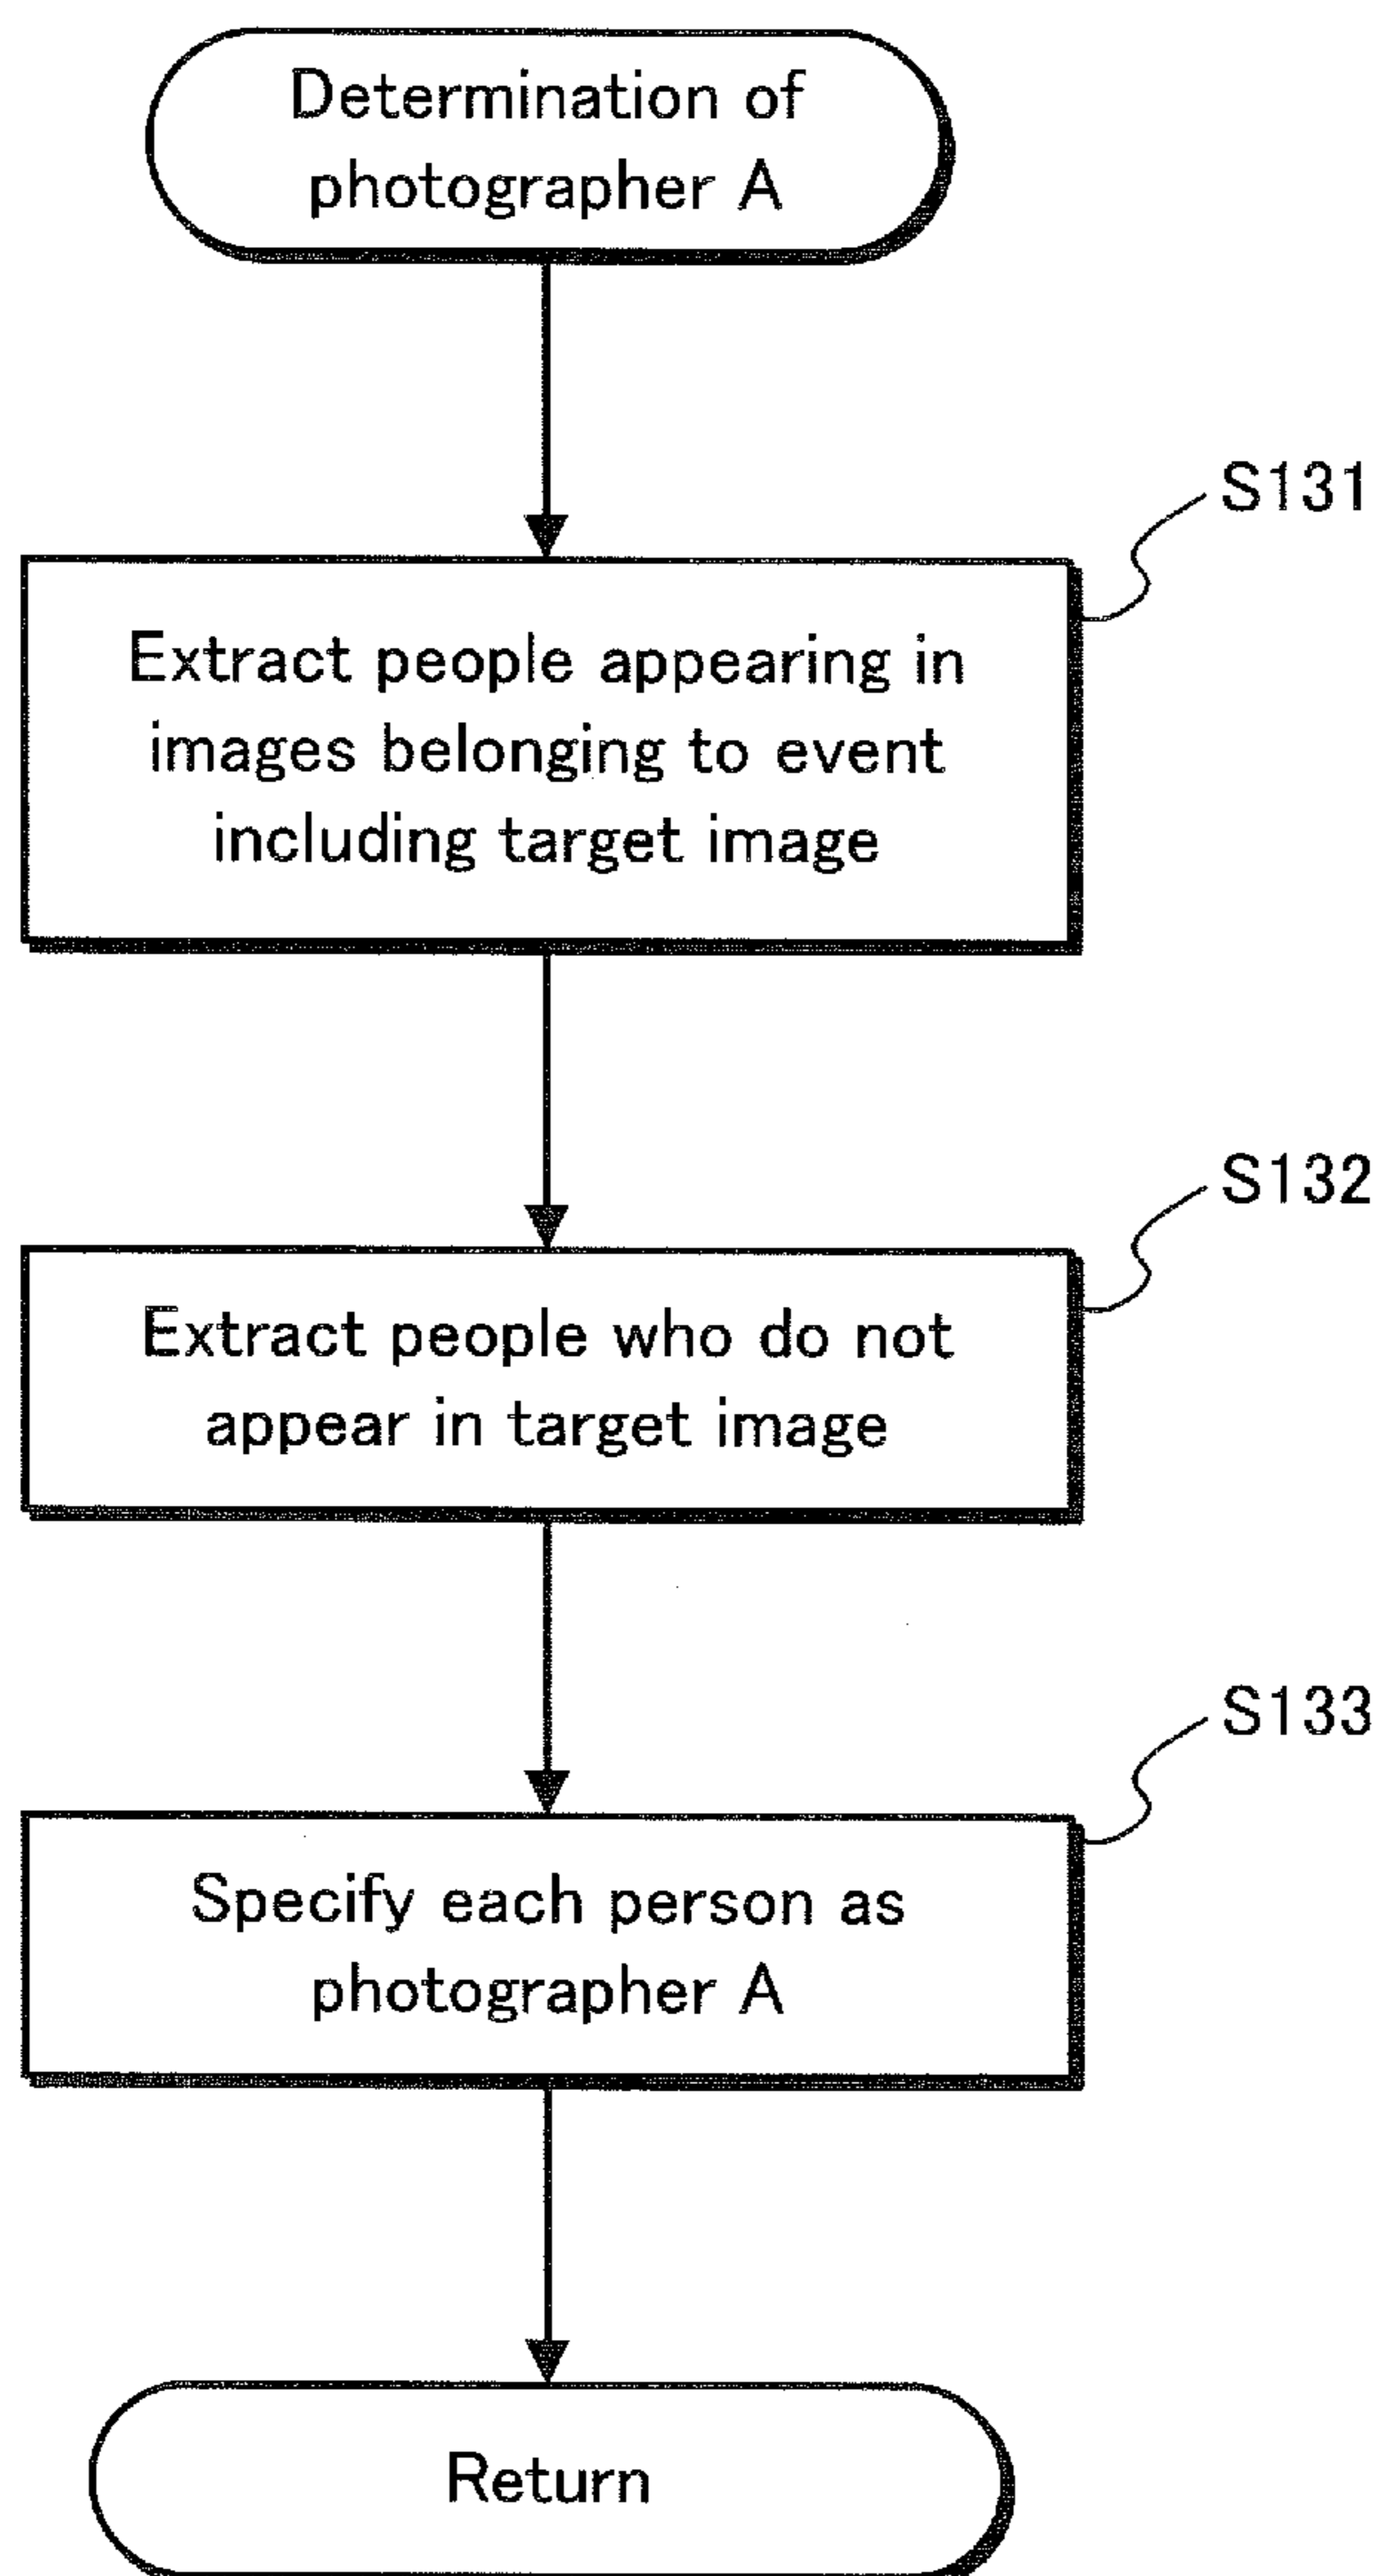 Determination of
photographer A
S131
Extract people appearing in
images belonging to event
including target image
S132
Extract people who do not
appear in target image
S133
Specify each person as
photographer A
Return